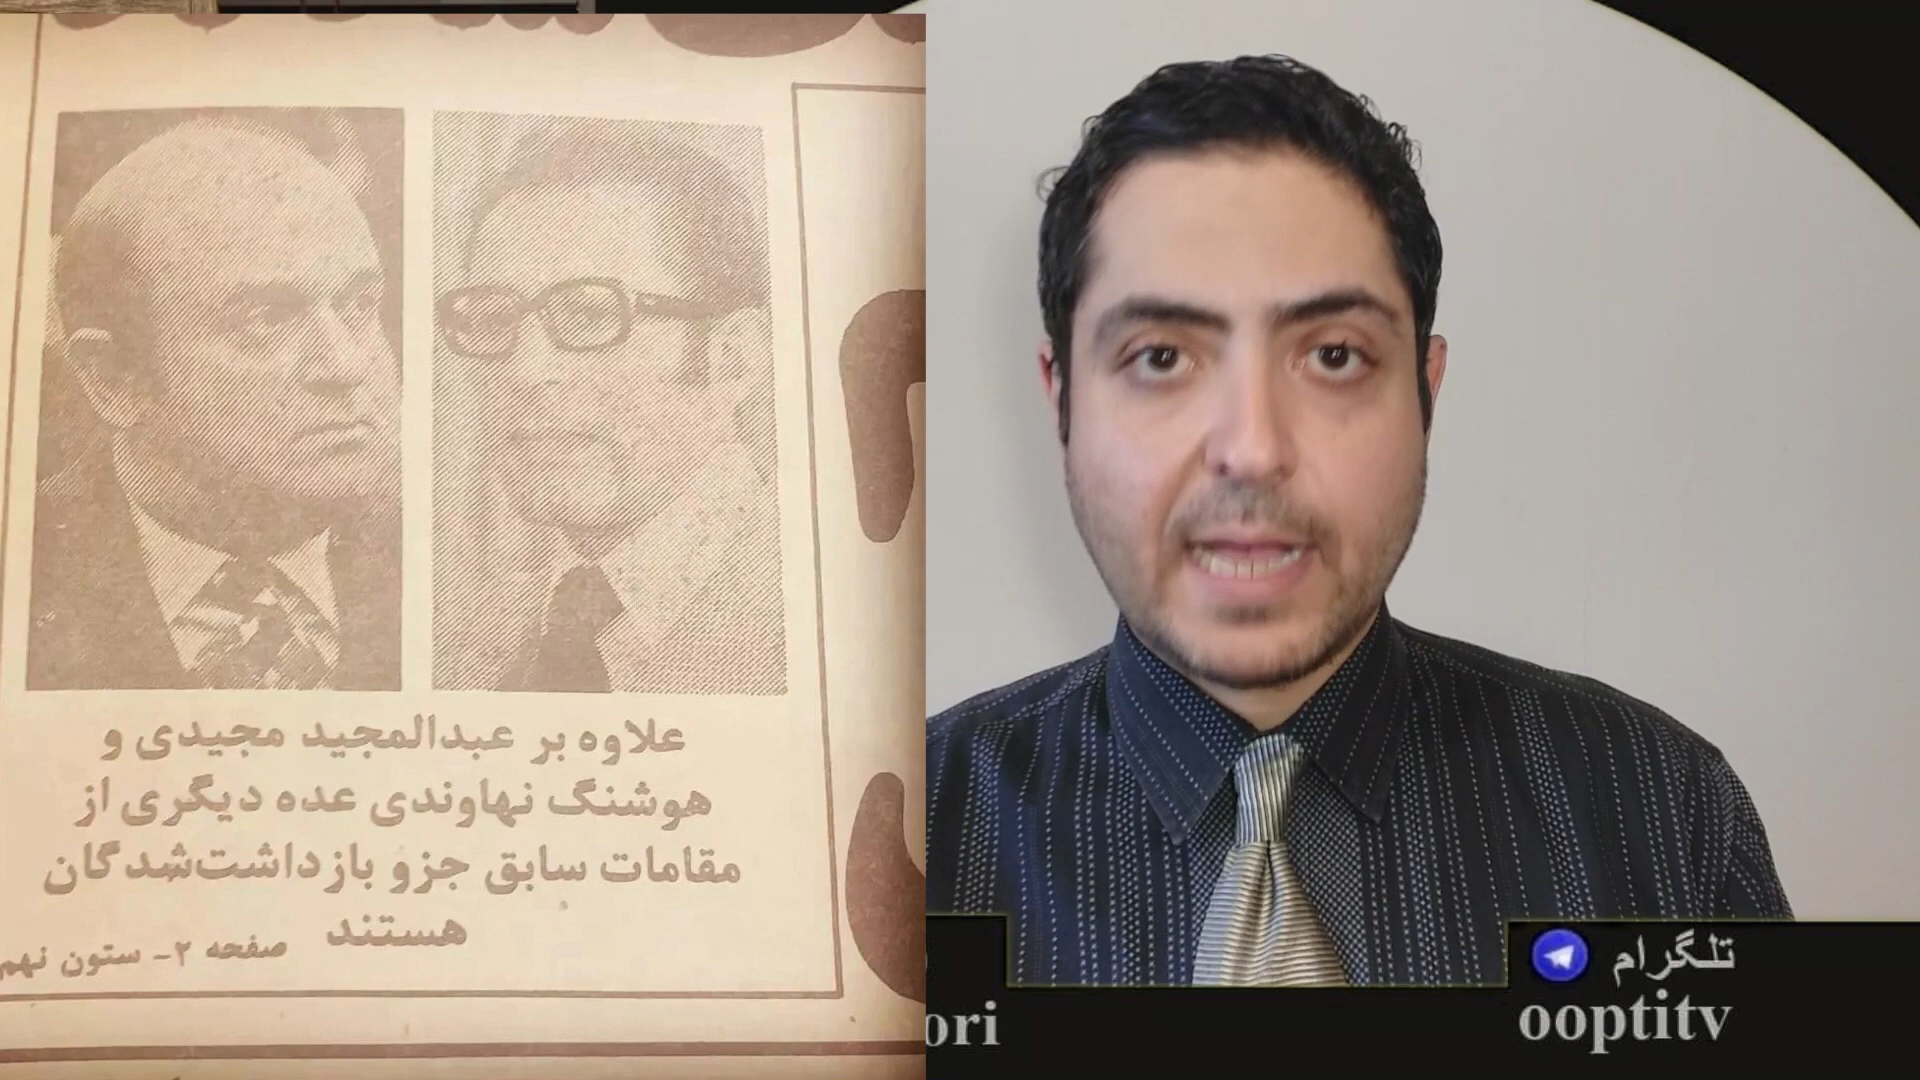 علاوه بر عبدالمجید مجیدی و
هوشنگ نهاوندی عده دیگری از
مقامات سابق جزو بازداشت‌شدگان
هستند
صفحه ۲- ستون نهم
تلگرام
ooptitv
ori